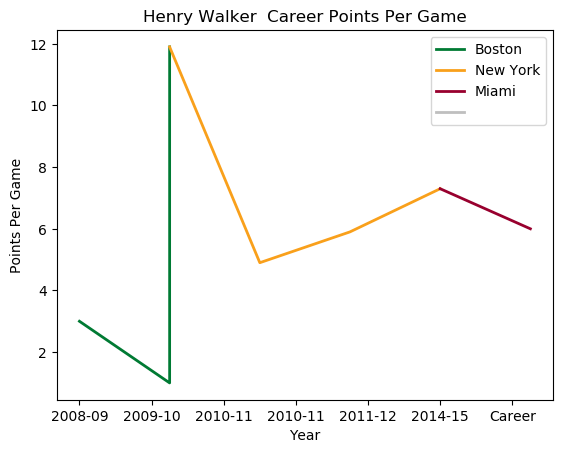 Henry Walker  Career Points Per Game
Boston
New York
Miami
Points Per Game
12
10
8
6
4
2
2008-09 2009-10 2010-11 2010-11 2011-12 2014-15 Career
Year